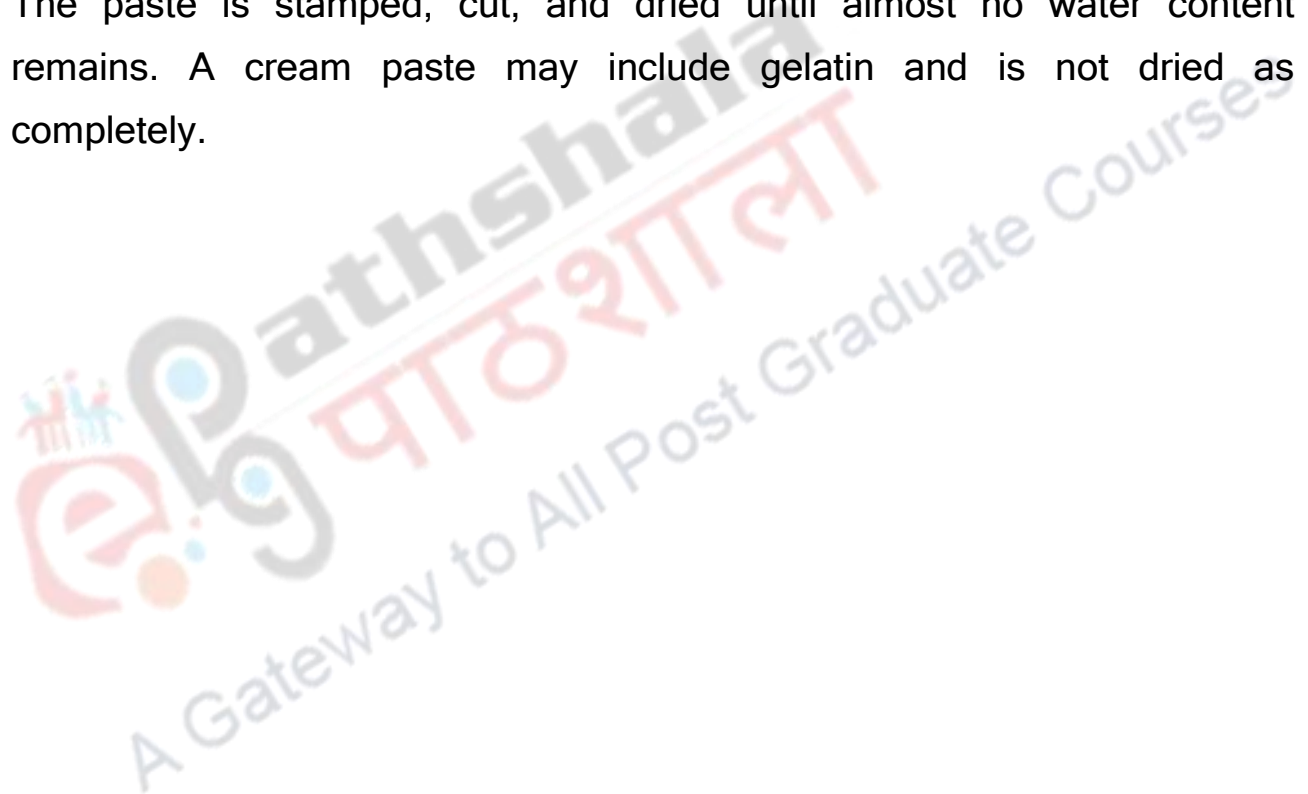 The paste is stamped, cut, and dried until almost no water content
remains. A cream paste may include gelatin and is not dried as
completely.
Pathshala
पाठशाला
A Gateway to All Post Graduate Courses